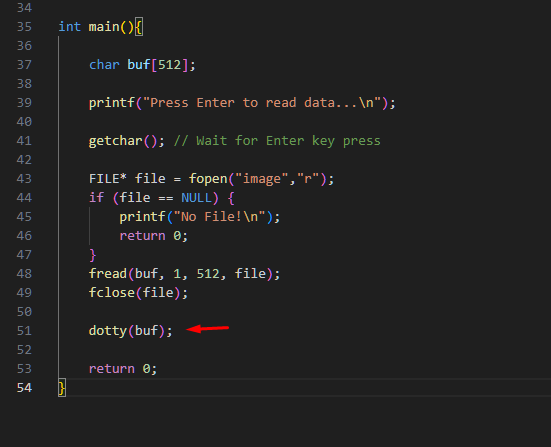 34
35 int main(){
36
37     char buf[512];
38
39     printf("Press Enter to read data...\n");
40
41     getchar(); // Wait for Enter key press
42
43     FILE* file = fopen("image","r");
44     if (file == NULL) {
45         printf("No File!\n");
46         return 0;
47     }
48     fread(buf, 1, 512, file);
49     fclose(file);
50
51     dotty(buf);
52
53     return 0;
54 }